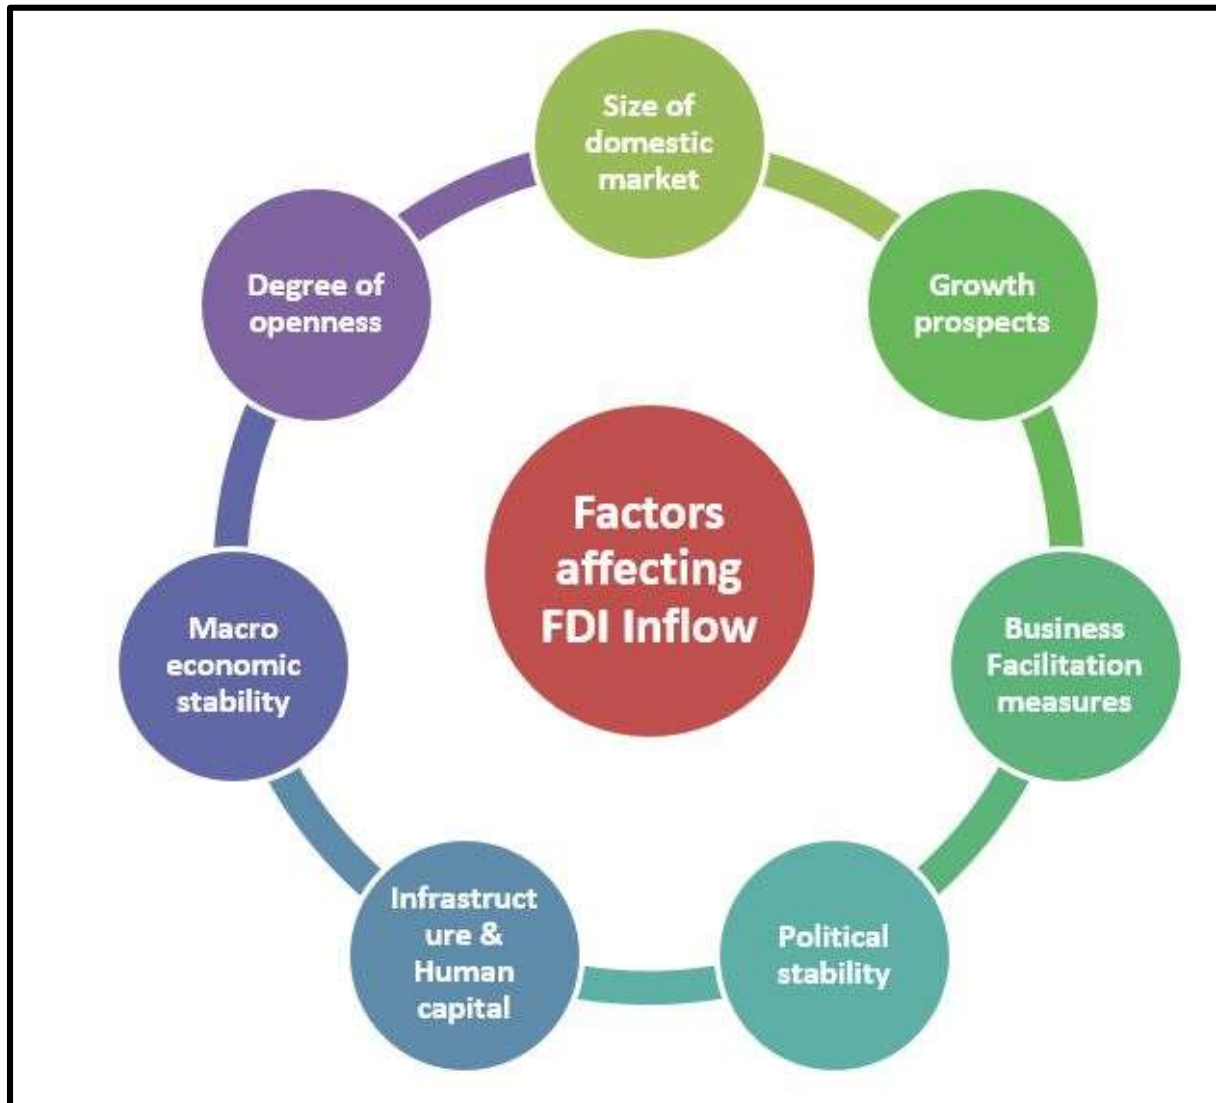 Size of
domestic
market
Growth
prospects
Business
Facilitation
measures
Political
stability
Infrastruct
ure &
Human
capital
Macro
economic
stability
Degree of
openness
Factors
affecting
FDI Inflow